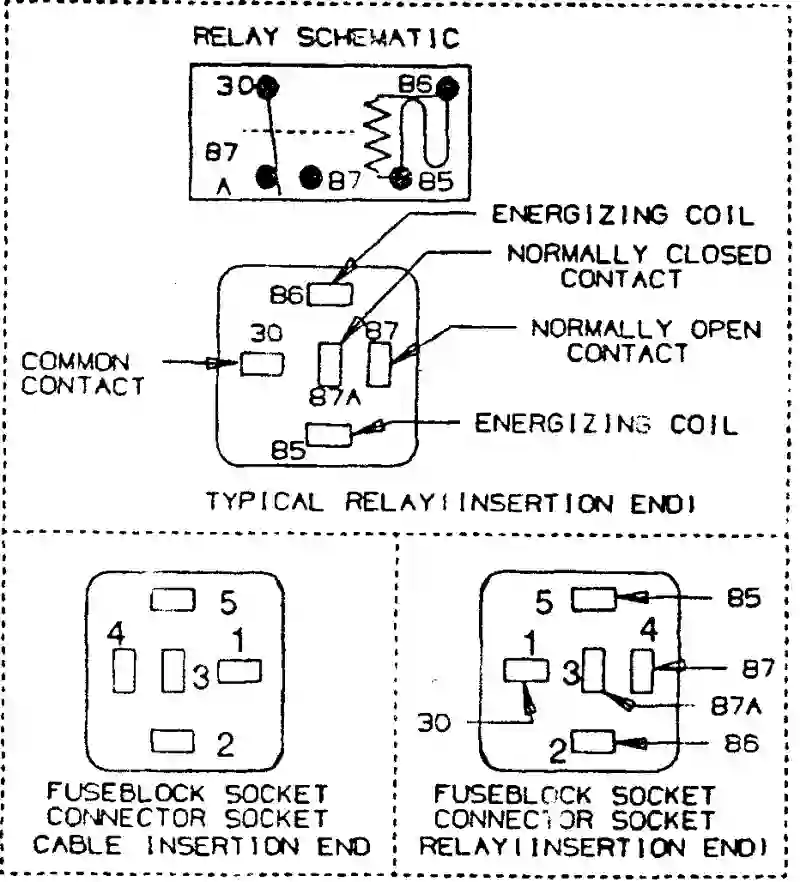 RELAY SCHEMATIC
30
86
87
A
87
85
ENERGIZING COIL
NORMALLY CLOSED
CONTACT
86
30
87
NORMALLY OPEN
CONTACT
COMMON
CONTACT
87A
85
ENERGIZING COIL
TYPICAL RELAY(INSERTION END)
5
4
1
3
2
FUSEBLOCK SOCKET
CONNECTOR SOCKET
CABLE INSERTION END
5
85
1
4
3
87
87A
30
2
86
FUSEBLOCK SOCKET
CONNECTOR SOCKET
RELAY(INSERTION END)